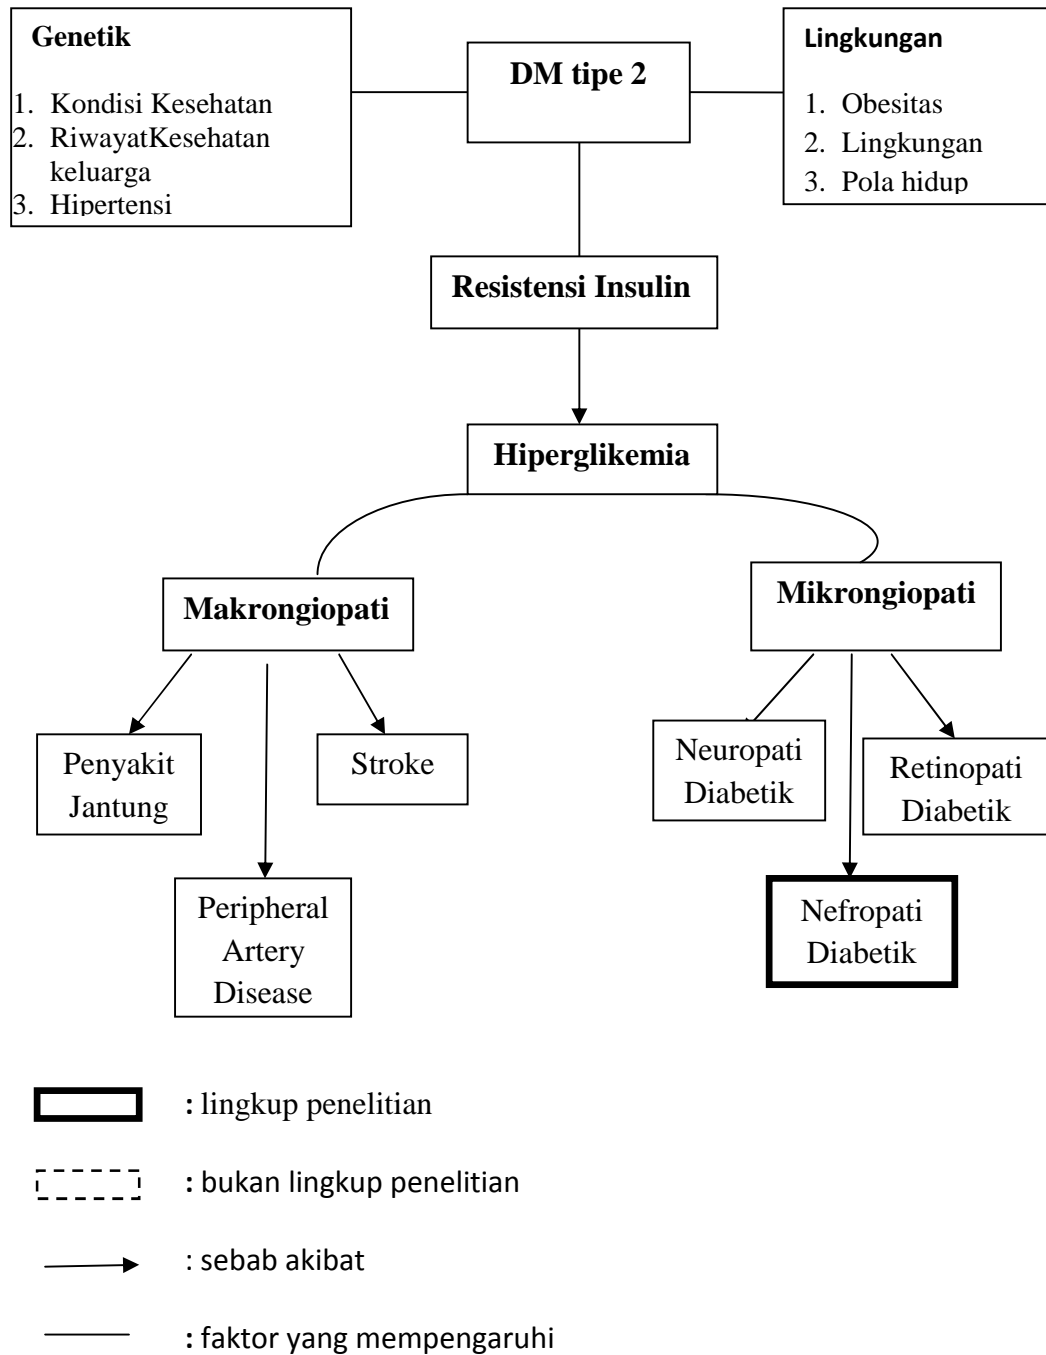 Genetik
1. Kondisi Kesehatan
2. RiwayatKesehatan
keluarga
3. Hipertensi
DM tipe 2
Lingkungan
1. Obesitas
2. Lingkungan
3. Pola hidup
Resistensi Insulin
Hiperglikemia
Makrongiopati
Mikrongiopati
Penyakit
Jantung
Stroke
Neuropati
Diabetik
Retinopati
Diabetik
Peripheral
Artery
Disease
Nefropati
Diabetik
: lingkup penelitian
: bukan lingkup penelitian
: sebab akibat
: faktor yang mempengaruhi